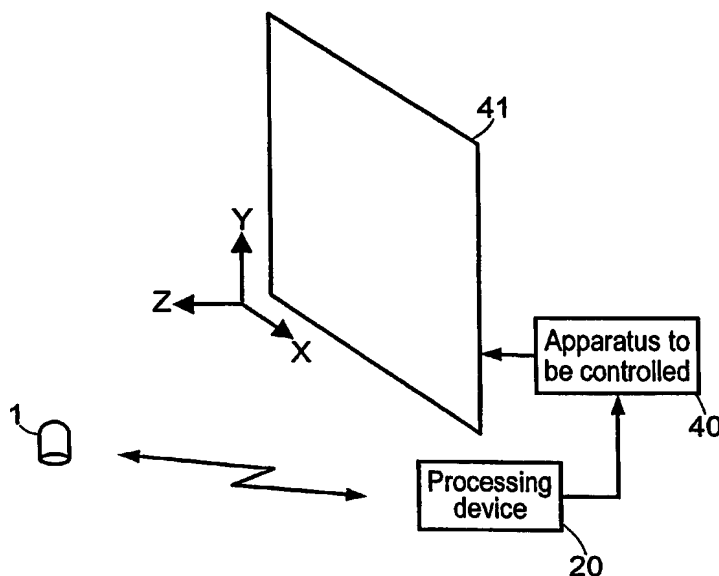 41
Y
Z
X
Apparatus to
be controlled
40
1
Processing
device
20